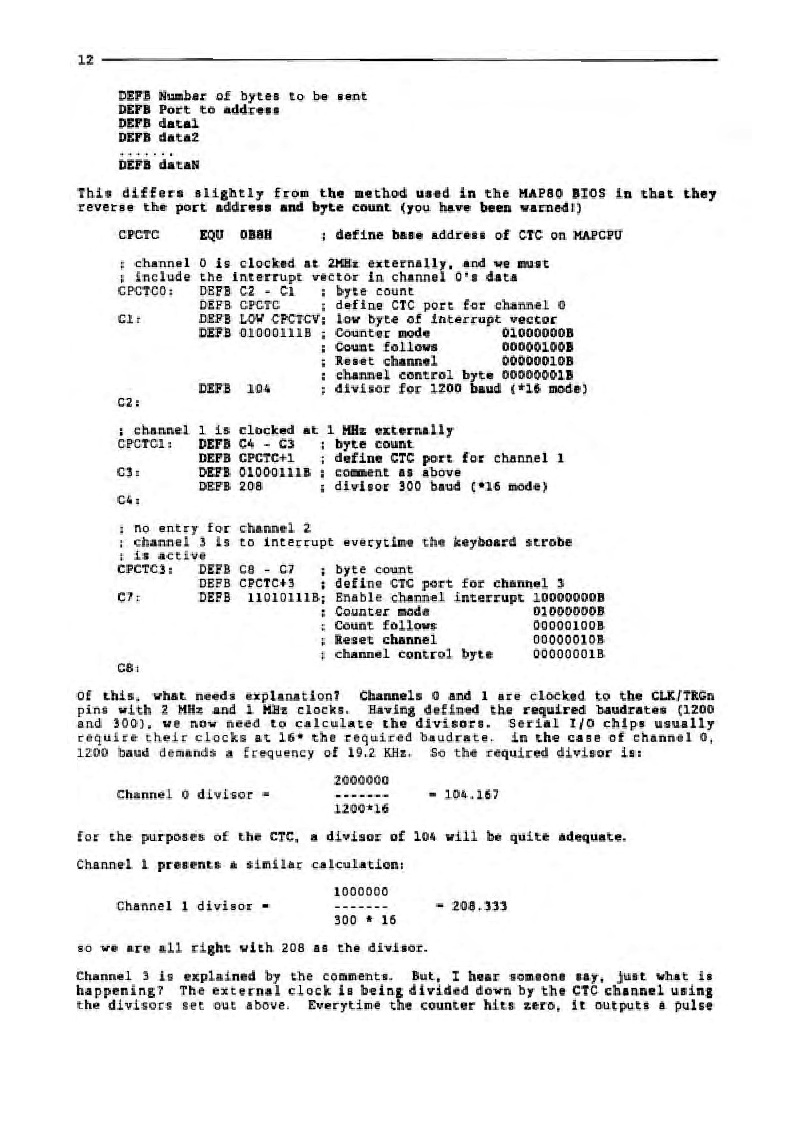 12
DEFB Number of bytes to be sent
DEFB Port to address
DEFB data1
DEFB data2
.......
DEFB dataN
This differs slightly from the method used in the MAP80 BIOS in that they
reverse the port address and byte count (you have been warned!)
CPCTC EQU 0B8H ; define base address of CTC on MAPCPU
; channel 0 is clocked at 2MHz externally, and we must
; include the interrupt vector in channel 0's data
CPCTC0: DEFB C2 - C1 ; byte count
DEFB CPCTC ; define CTC port for channel 0
C1: DEFB LOW CPCTCV; low byte of interrupt vector
DEFB 01000111B ; Counter mode 01000000B
; Count follows 00000100B
; Reset channel 00000010B
; channel control byte 00000001B
DEFB 104 ; divisor for 1200 baud (*16 mode)
C2:
; channel 1 is clocked at 1 MHz externally
CPCTC1: DEFB C4 - C3 ; byte count
DEFB CPCTC+1 ; define CTC port for channel 1
C3: DEFB 01000111B ; comment as above
DEFB 208 ; divisor 300 baud (*16 mode)
C4:
; no entry for channel 2
; channel 3 is to interrupt everytime the keyboard strobe
; is active
CPCTC3: DEFB C8 - C7 ; byte count
DEFB CPCTC+3 ; define CTC port for channel 3
C7: DEFB 11010111B; Enable channel interrupt 10000000B
; Counter mode 01000000B
; Count follows 00000100B
; Reset channel 00000010B
; channel control byte 00000001B
C8:
Of this, what needs explanation? Channels 0 and 1 are clocked to the CLK/TRGn
pins with 2 MHz and 1 MHz clocks. Having defined the required baudrates (1200
and 300), we now need to calculate the divisors. Serial I/O chips usually
require their clocks at 16* the required baudrate. in the case of channel 0,
1200 baud demands a frequency of 19.2 KHz. So the required divisor is:
2000000
Channel 0 divisor = ------- = 104.167
1200*16
for the purposes of the CTC, a divisor of 104 will be quite adequate.
Channel 1 presents a similar calculation:
1000000
Channel 1 divisor = ------- = 208.333
300 * 16
so we are all right with 208 as the divisor.
Channel 3 is explained by the comments. But, I hear someone say, just what is
happening? The external clock is being divided down by the CTC channel using
the divisors set out above. Everytime the counter hits zero, it outputs a pulse